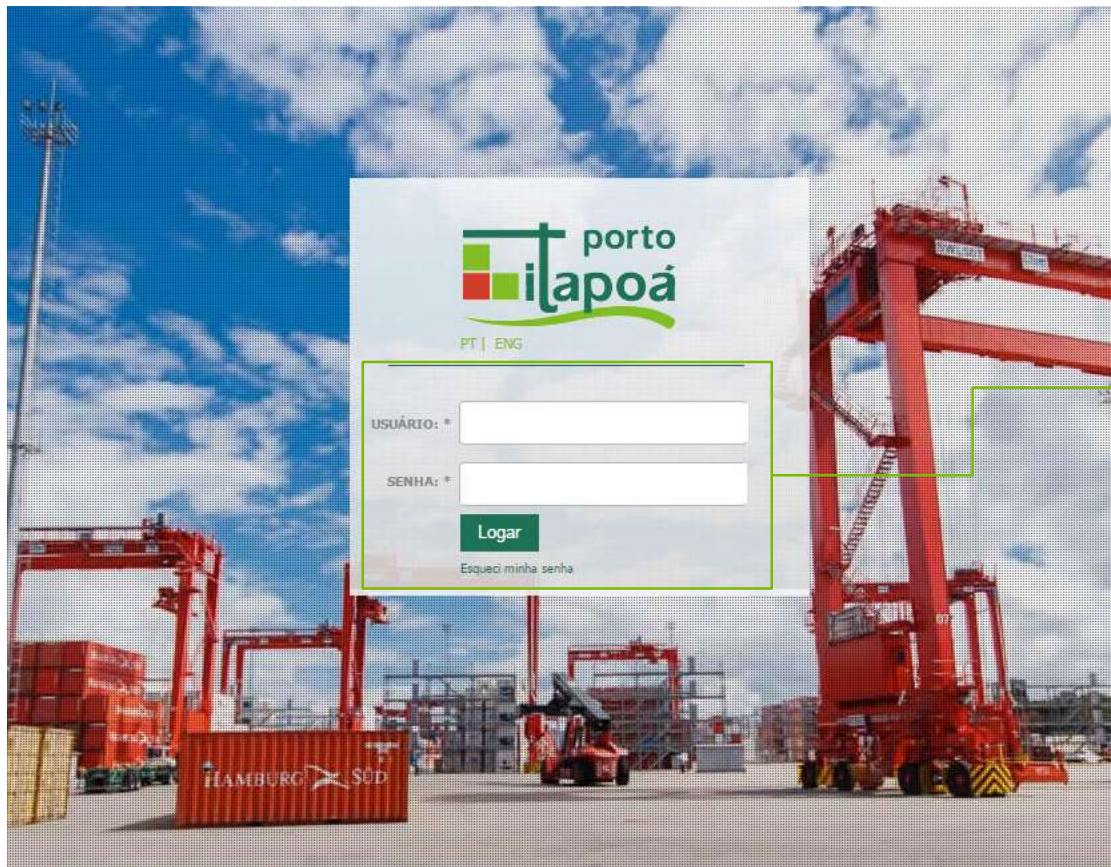 porto
itapoá
PT | ENG
USUÁRIO: *
SENHA: *
Logar
Esqueci minha senha
HAMBURG SÜD